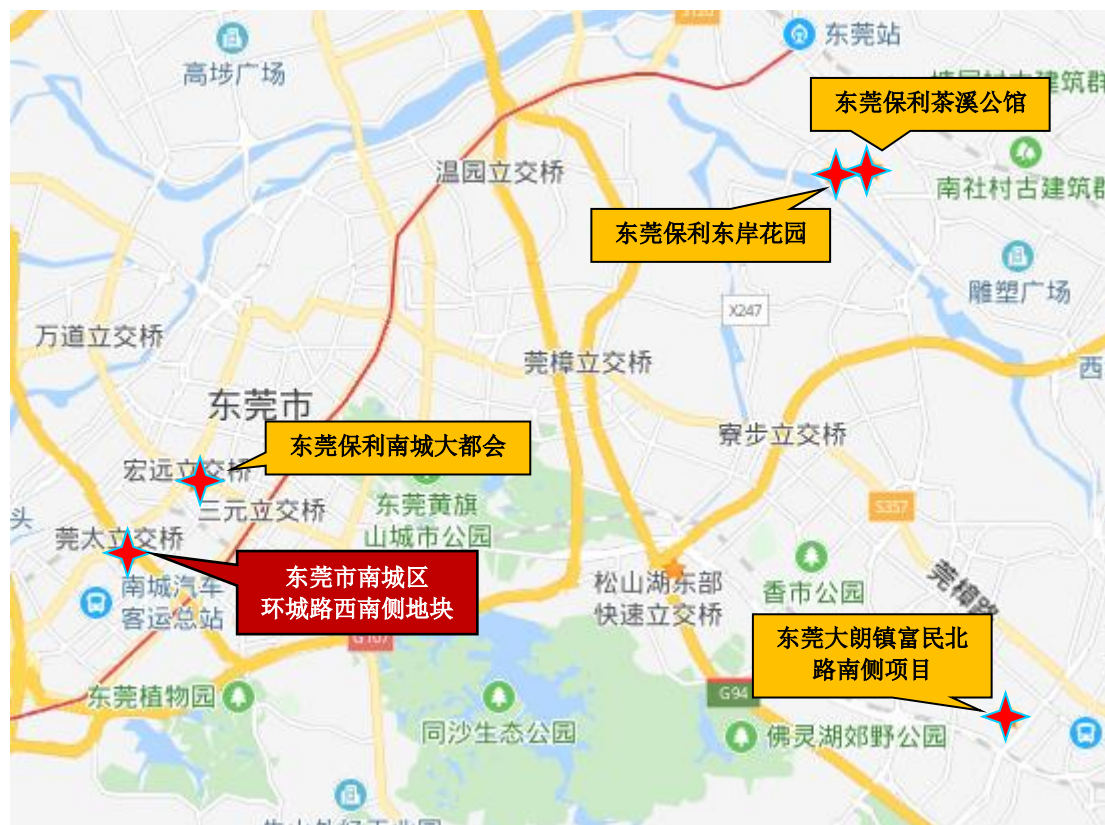 S120
东莞站
高埗广场
东莞保利茶溪公馆
温园立交桥
南社村古建筑群
东莞保利东岸花园
雕塑广场
X247
万道立交桥
莞樟立交桥
西
东莞市
寮步立交桥
东莞保利南城大都会
宏远立交桥
东莞黄旗
山城市公园
三元立交桥
S357
头
莞太立交桥
东莞市南城区
环城路西南侧地块
南城汽车
客运总站
松山湖东部
快速立交桥
香市公园
莞樟路
G107
东莞大朗镇富民北
路南侧项目
东莞植物园
G94
同沙生态公园
佛灵湖郊野公园